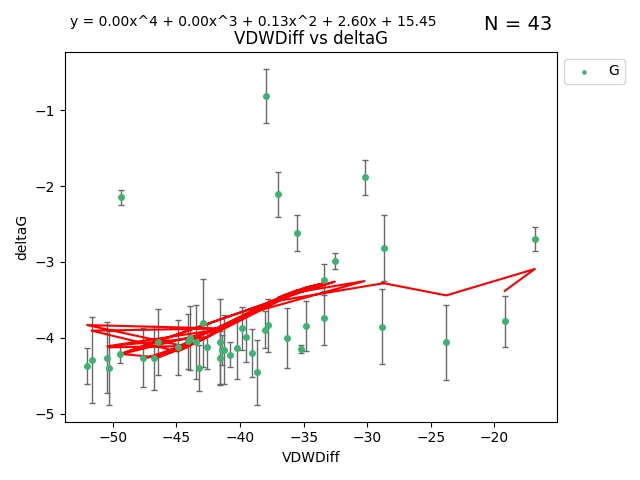 y = 0.00x^4 + 0.00x^3 + 0.13x^2 + 2.60x + 15.45
N = 43
VDWDiff vs deltaG
G
deltaG
−1
−2
−3
−4
−5
−50
−45
−40
−35
−30
−25
−20
VDWDiff